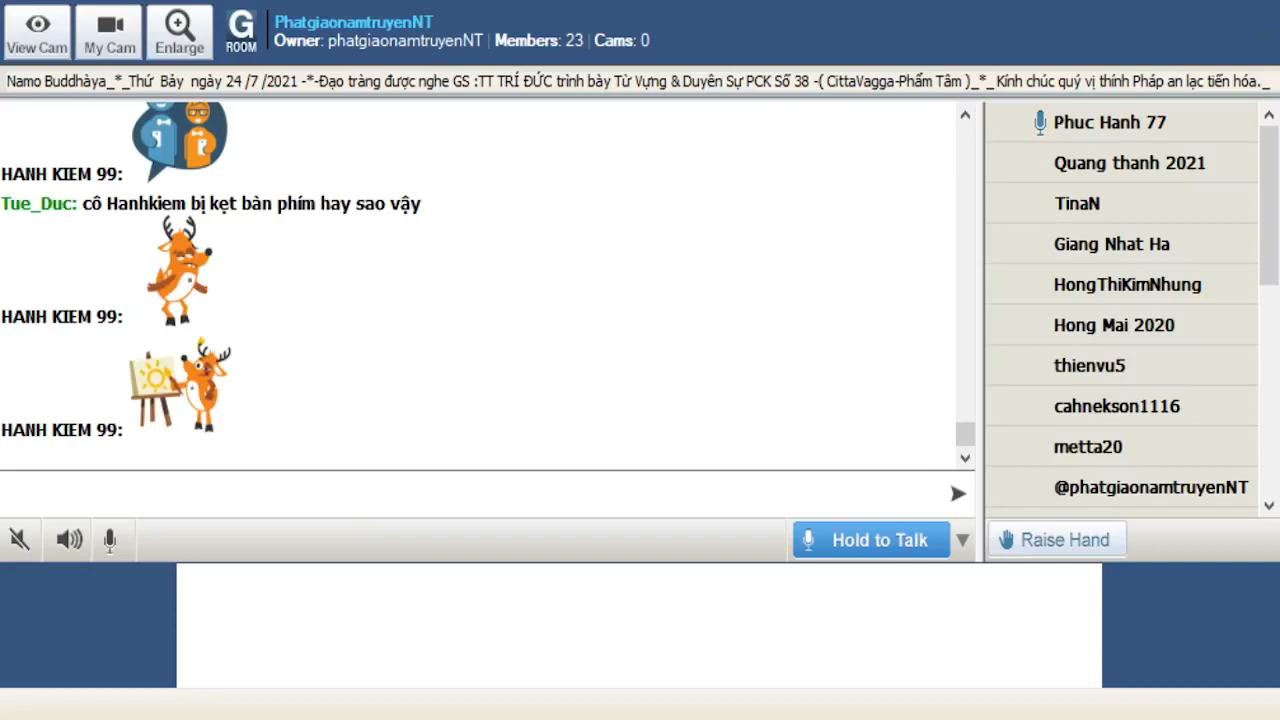 View Cam
My Cam
Enlarge
G
ROOM
PhatgiaonamtruyenNT
Owner: phatgiaonamtruyenNT | Members: 23 | Cams: 0
Namo Buddhàya_*_Thứ Bảy ngày 24 /7 /2021 -*-Đạo tràng được nghe GS :TT TRÍ ĐỨC trình bày Từ Vựng & Duyên Sự PCK Số 38 -( CittaVagga-Phẩm Tâm )_*_Kính chúc quý vị thính Pháp an lạc tiến hóa._
HANH KIEM 99:
Tue_Duc: cô Hanhkiem bị kẹt bàn phím hay sao vậy
HANH KIEM 99:
HANH KIEM 99:
Phuc Hanh 77
Quang thanh 2021
TinaN
Giang Nhat Ha
HongThiKimNhung
Hong Mai 2020
thienvu5
cahnekson1116
metta20
@phatgiaonamtruyenNT
Hold to Talk
Raise Hand